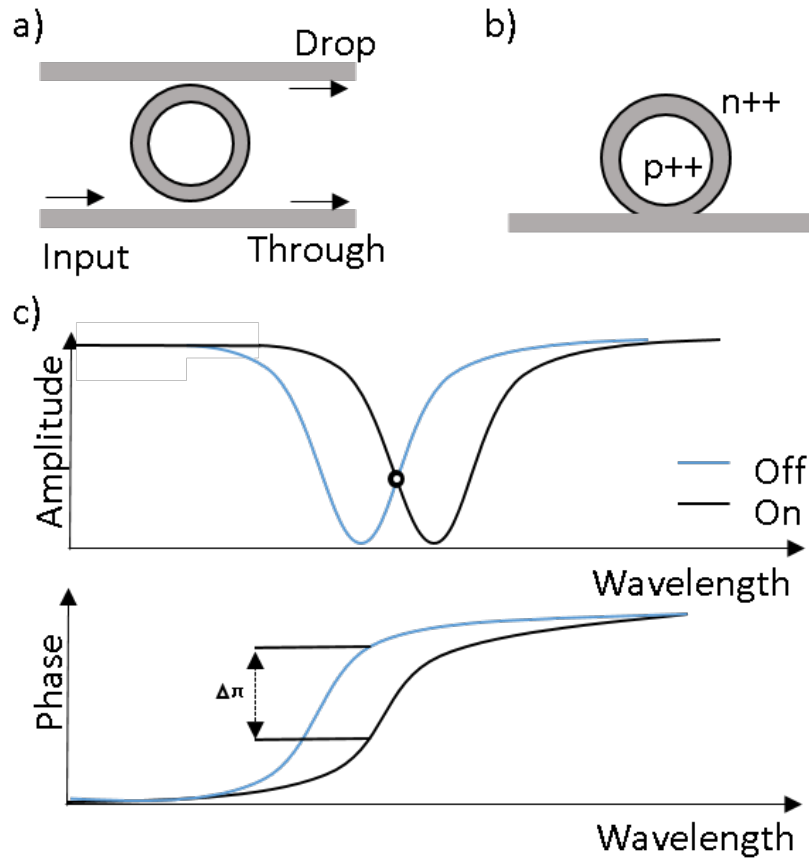 a)
Drop
Input
Through
b)
n++
p++
c)
Amplitude
Off
On
Wavelength
Phase
Δπ
Wavelength